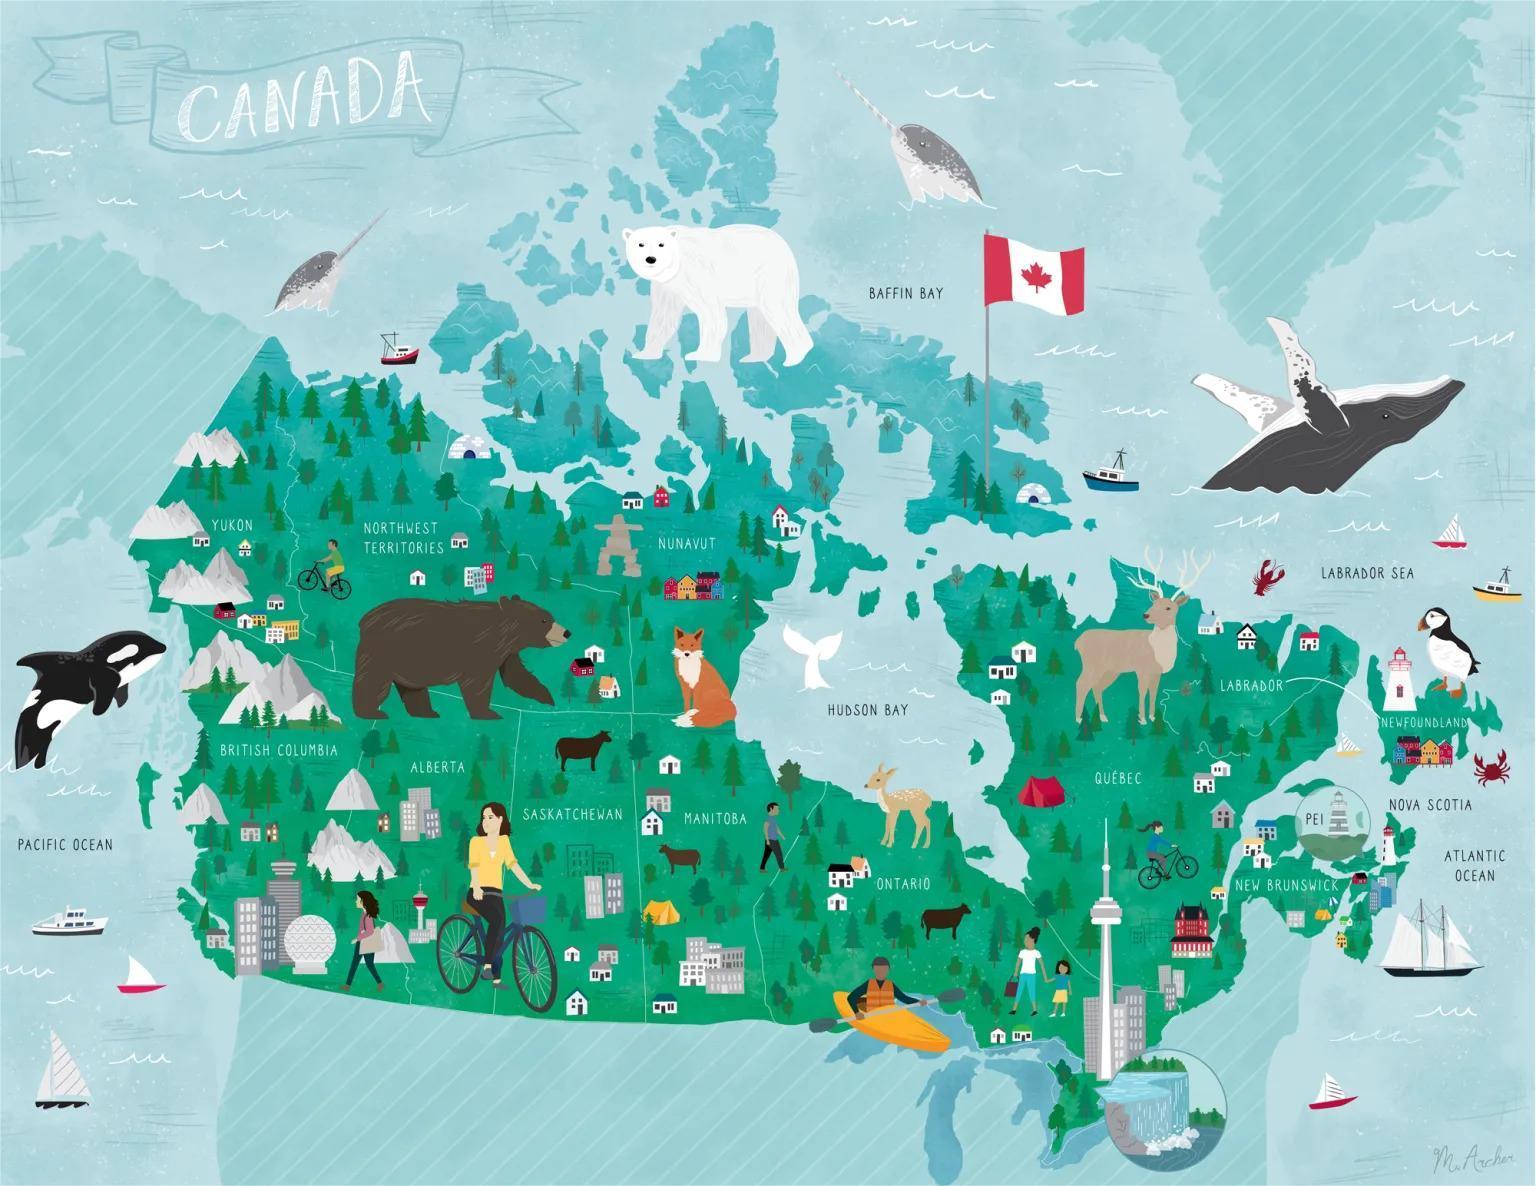 CANADA
BAFFIN BAY
YUKON
NORTHWEST
TERRITORIES
NUNAVUT
LABRADOR SEA
LABRADOR
HUDSON BAY
NEWFOUNDLAND
BRITISH COLUMBIA
ALBERTA
QUÉBEC
SASKATCHEWAN
MANITOBA
NOVA SCOTIA
PEI
PACIFIC OCEAN
ATLANTIC
OCEAN
ONTARIO
NEW BRUNSWICK
M. Archer